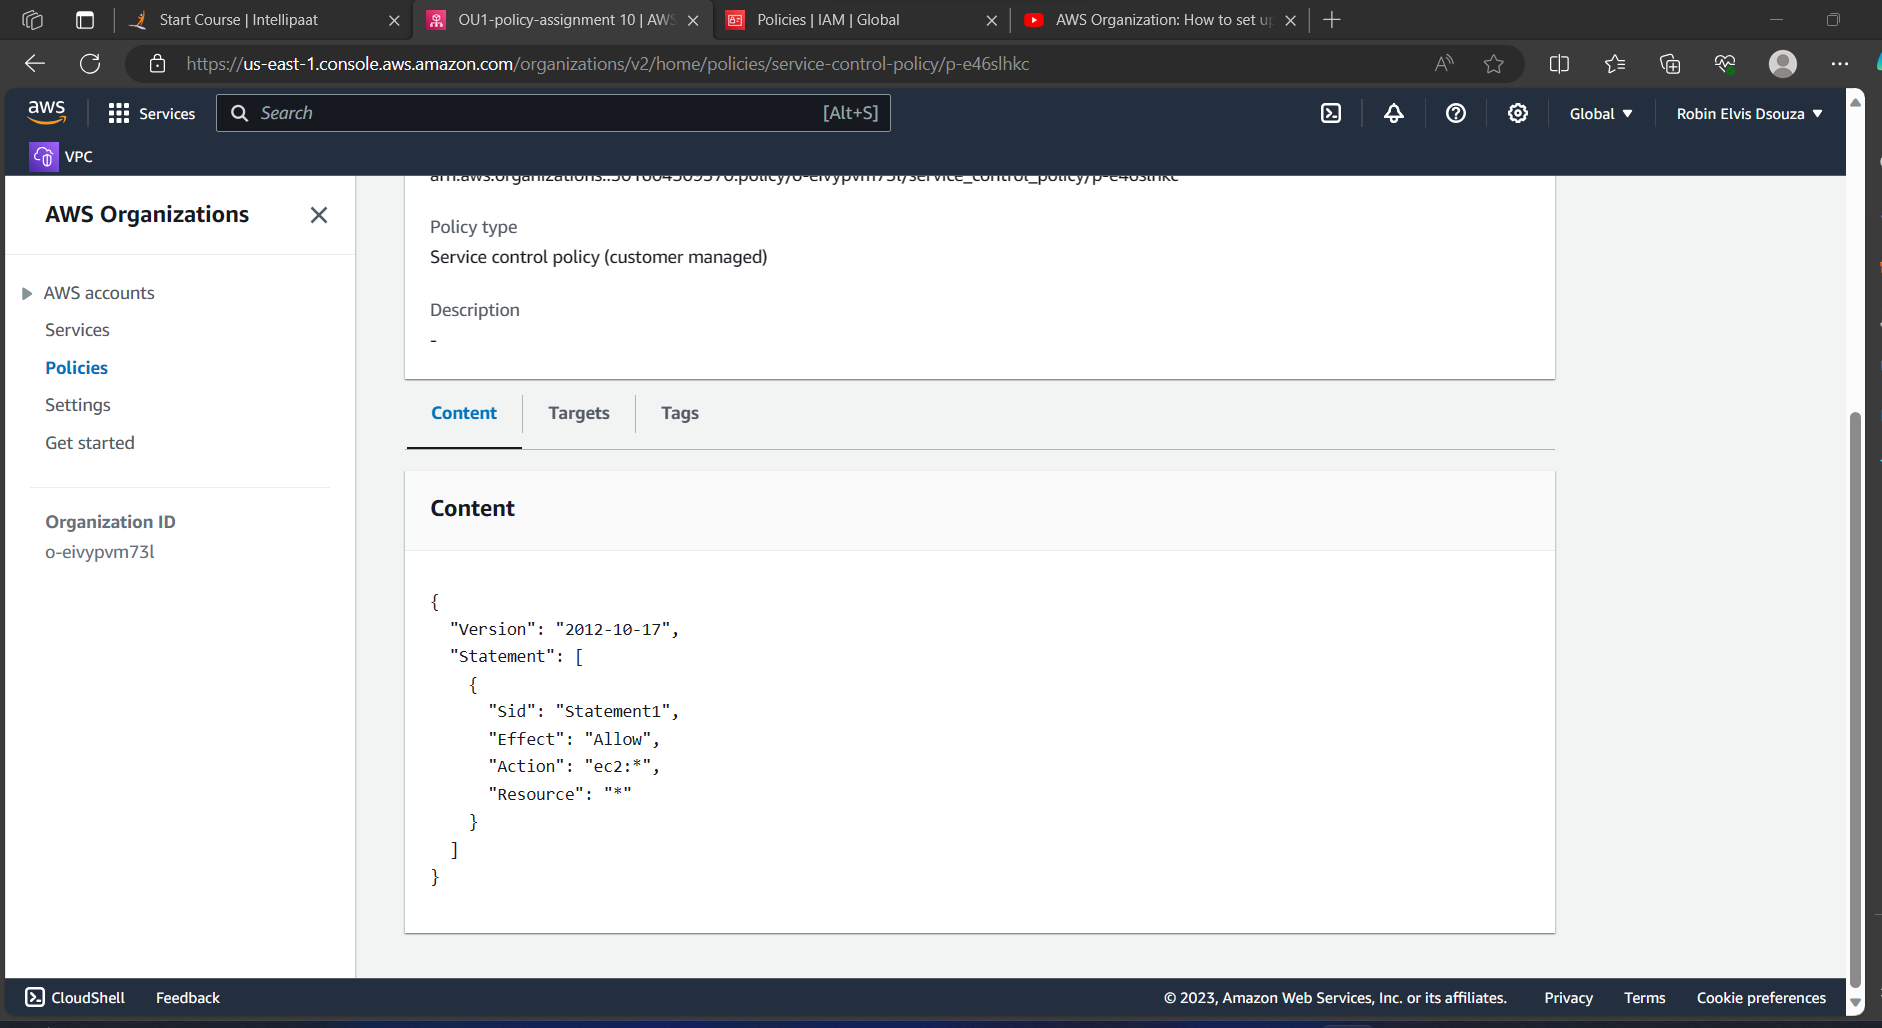 Start Course | Intellipaat
OU1-policy-assignment 10 | AWS
Policies | IAM | Global
AWS Organization: How to set up
https://us-east-1.console.aws.amazon.com/organizations/v2/home/policies/service-control-policy/p-e46slhkc
aws
Services
Search
[Alt+S]
Global
Robin Elvis Dsouza
VPC
AWS Organizations
AWS accounts
Services
Policies
Settings
Get started
Organization ID
o-eivypvm73l
Policy type
Service control policy (customer managed)
Description
-
Content
Targets
Tags
Content
{
"Version": "2012-10-17",
"Statement": [
{
"Sid": "Statement1",
"Effect": "Allow",
"Action": "ec2:*",
"Resource": "*"
}
]
}
CloudShell
Feedback
© 2023, Amazon Web Services, Inc. or its affiliates.
Privacy
Terms
Cookie preferences